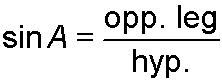 sin A = opp. leg / hyp.